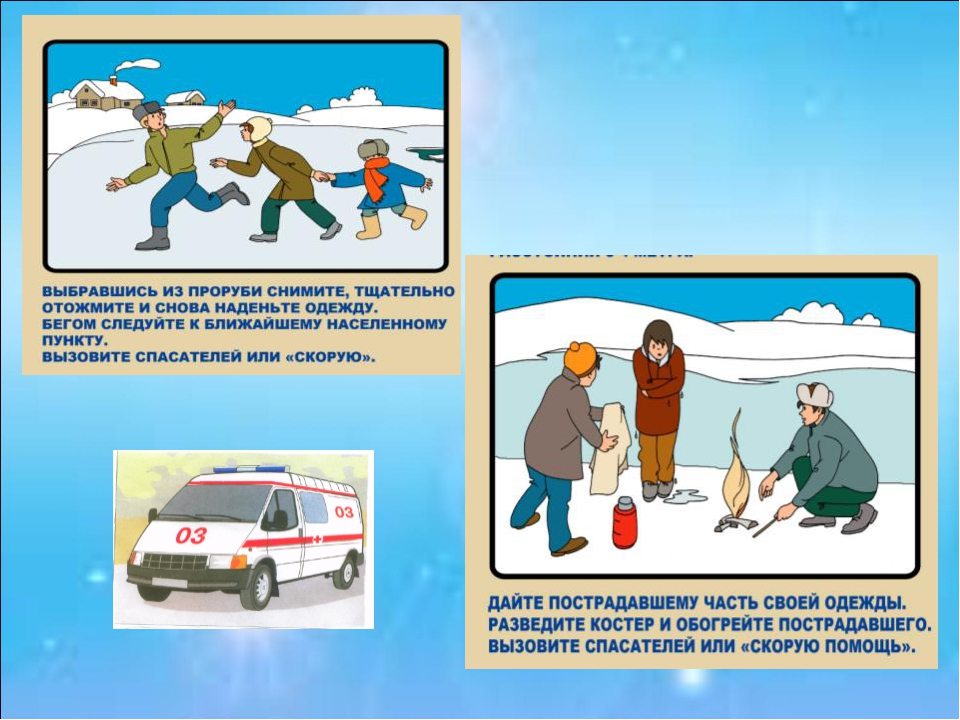 ВЫБРАВШИСЬ ИЗ ПРОРУБИ СНИМИТЕ, ТЩАТЕЛЬНО
ОТОЖМИТЕ И СНОВА НАДЕНЬТЕ ОДЕЖДУ.
БЕГОМ СЛЕДУЙТЕ К БЛИЖАЙШЕМУ НАСЕЛЕННОМУ
ПУНКТУ.
ВЫЗОВИТЕ СПАСАТЕЛЕЙ ИЛИ «СКОРУЮ».
03
03
ДАЙТЕ ПОСТРАДАВШЕМУ ЧАСТЬ СВОЕЙ ОДЕЖДЫ.
РАЗВЕДИТЕ КОСТЕР И ОБОГРЕЙТЕ ПОСТРАДАВШЕГО.
ВЫЗОВИТЕ СПАСАТЕЛЕЙ ИЛИ «СКОРУЮ ПОМОЩЬ».